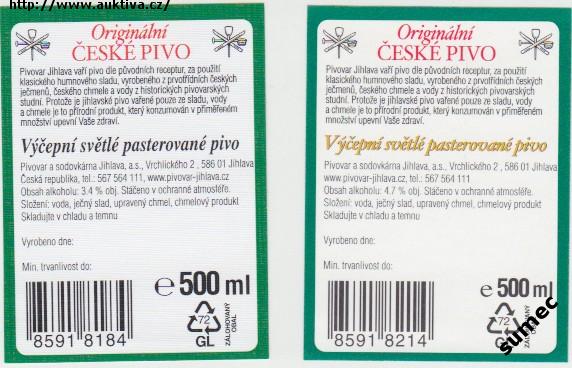 http://www.auktiva.cz/
Originální
ČESKÉ PIVO
Pivovar Jihlava vaří pivo dle původních receptur, za použití
klasického humnového sladu, vyrobeného z prvotřídních českých
ječmenů, českého chmele a vody z historických pivovarských
studní. Protože je jihlavské pivo vařené pouze ze sladu, vody
a chmele je to přírodní produkt, který konzumován v přiměřeném
množství upevní Vaše zdraví.
Výčepní světlé pasterované pivo
Pivovar a sodovkárna Jihlava, a.s., Vrchlického 2 , 586 01 Jihlava
Česká republika, tel.: 567 564 111, www.pivovar-jihlava.cz
Obsah alkoholu: 3.4 % obj. Stáčeno v ochranné atmosféře.
Složení: voda, ječný slad, upravený chmel, chmelový produkt
Skladujte v chladu a temnu
Vyrobeno dne:
Min. trvanlivost do:
e 500 ml
72
GL
ZÁLOHOVANÝ
OBAL
8591 8184
Originální
ČESKÉ PIVO
Pivovar Jihlava vaří pivo dle původních receptur, za použití
klasického humnového sladu, vyrobeného z prvotřídních českých
ječmenů, českého chmele a vody z historických pivovarských
studní. Protože je jihlavské pivo vařené pouze ze sladu, vody
a chmele je to přírodní produkt, který konzumován v přiměřeném
množství upevní Vaše zdraví.
Výčepní světlé pasterované pivo
Pivovar a sodovkárna Jihlava, a.s., Vrchlického 2 , 586 01 Jihlava
www.pivovar-jihlava.cz, tel.: 567 564 111
Obsah alkoholu: 4.7 % obj. Stáčeno v ochranné atmosféře.
Složení: voda, ječný slad, upravený chmel, chmelový produkt
Skladujte v chladu a temnu
Vyrobeno dne:
Min. trvanlivost do:
e 500 ml
72
GL
ZÁLOHOVANÝ
OBAL
8591 8214
sumec